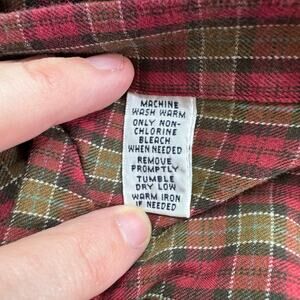 MACHINE
WASH WARM
ONLY NON-
CHLORINE
BLEACH
WHEN NEEDED
REMOVE
PROMPTLY
TUMBLE
DRY LOW
WARM IRON
IF NEEDED